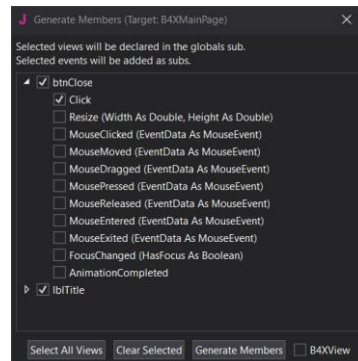 J Generate Members (Target: B4XMainPage)
Selected views will be declared in the globals sub.
Selected events will be added as subs.
btnClose
Click
Resize (Width As Double, Height As Double)
MouseClicked (EventData As MouseEvent)
MouseMoved (EventData As MouseEvent)
MouseDragged (EventData As MouseEvent)
MousePressed (EventData As MouseEvent)
MouseReleased (EventData As MouseEvent)
MouseEntered (EventData As MouseEvent)
MouseExited (EventData As MouseEvent)
FocusChanged (HasFocus As Boolean)
AnimationCompleted
lblTitle
Select All Views Clear Selected Generate Members B4XView